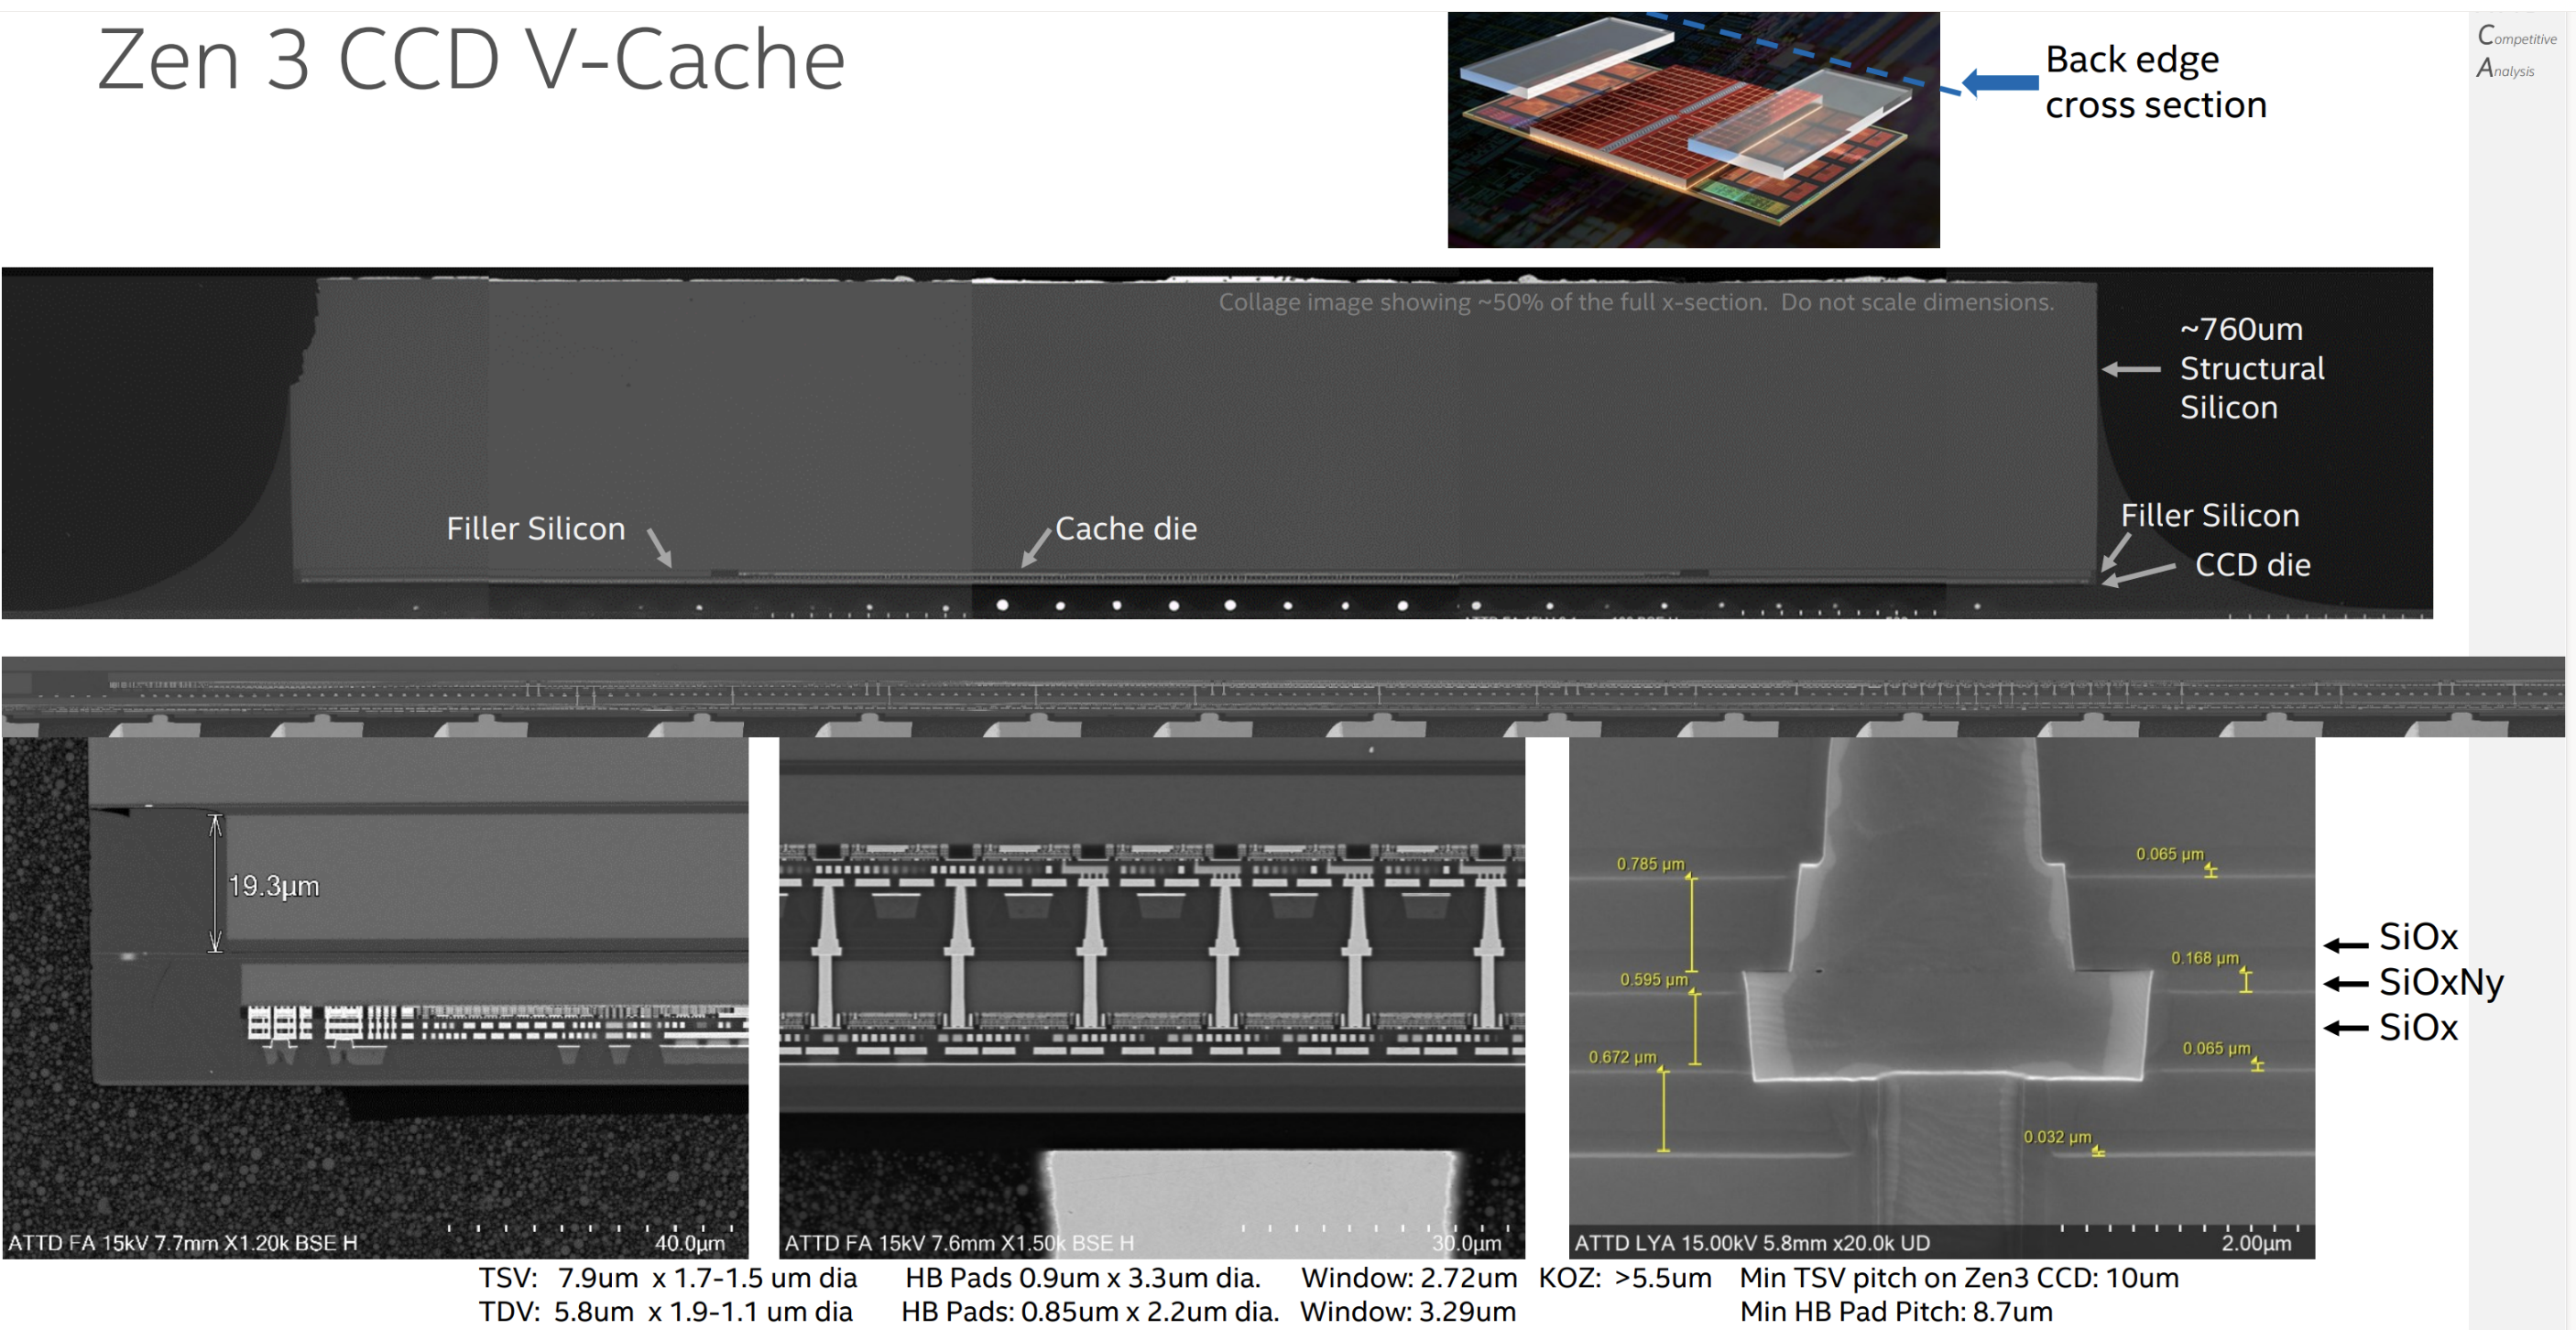 Zen 3 CCD V-Cache
Back edge
cross section
Competitive
Analysis
Collage image showing ~50% of the full x-section.  Do not scale dimensions.
~760um
Structural
Silicon
Filler Silicon
Cache die
Filler Silicon
CCD die
19.3µm
ATTD FA 15kV 7.7mm X1.20k BSE H
40.0µm
ATTD FA 15kV 7.6mm X1.50k BSE H
30.0µm
0.785 µm
0.065 µm
0.168 µm
0.595 µm
0.672 µm
0.065 µm
0.032 µm
ATTD LYA 15.00kV 5.8mm x20.0k UD
2.00µm
SiOx
SiOxNy
SiOx
TSV:   7.9um  x 1.7-1.5 um dia      HB Pads 0.9um x 3.3um dia.     Window: 2.72um   KOZ:  >5.5um   Min TSV pitch on Zen3 CCD: 10um
TDV:  5.8um  x 1.9-1.1 um dia      HB Pads: 0.85um x 2.2um dia.   Window: 3.29um      Min HB Pad Pitch: 8.7um